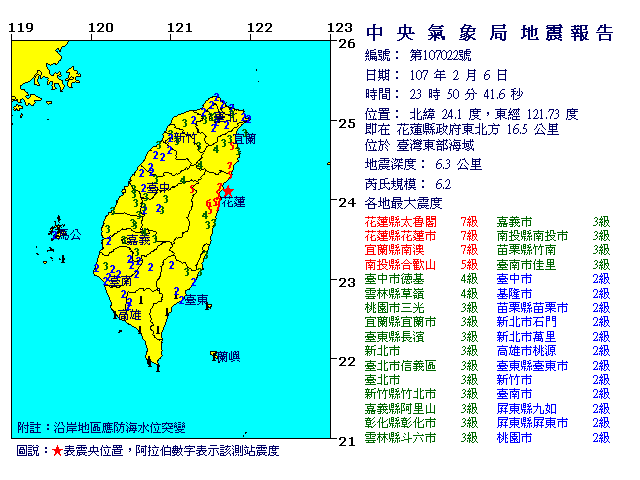 119 120 121 122 123
26
25
24
23
22
21
臺北
新竹
宜蘭
臺中
花蓮
馬公
嘉義
臺南
臺東
高雄
蘭嶼
附註：沿岸地區應防海水位突變
圖說：★表震央位置，阿拉伯數字表示該測站震度
中央氣象局地震報告
編號： 第107022號
日期： 107 年 2 月 6 日
時間： 23 時 50 分 41.6 秒
位置： 北緯 24.1 度，東經 121.73 度
即在 花蓮縣政府東北方 16.5 公里
位於 臺灣東部海域
地震深度： 6.3 公里
芮氏規模： 6.2
各地最大震度
花蓮縣太魯閣 7級 嘉義市 3級
花蓮縣花蓮市 7級 南投縣南投市 3級
宜蘭縣南澳 7級 苗栗縣竹南 3級
南投縣合歡山 5級 臺南市佳里 3級
臺中市德基 4級 臺中市 2級
雲林縣草嶺 4級 基隆市 2級
桃園市三光 3級 苗栗縣苗栗市 2級
宜蘭縣宜蘭市 3級 新北市石門 2級
臺東縣長濱 3級 新北市萬里 2級
新北市 3級 高雄市桃源 2級
臺北市信義區 3級 臺東縣臺東市 2級
臺北市 3級 新竹市 2級
新竹縣竹北市 3級 臺南市 2級
嘉義縣阿里山 3級 屏東縣九如 2級
彰化縣彰化市 3級 屏東縣屏東市 2級
雲林縣斗六市 3級 桃園市 2級